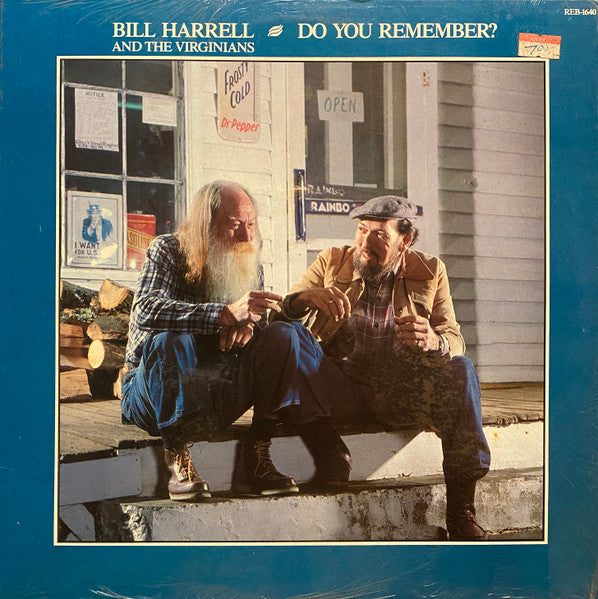 BILL HARRELL
AND THE VIRGINIANS
DO YOU REMEMBER?
REB-1640
NOTICE
FROSTY
COLD
Dr Pepper
OPEN
RAINBO
RAINBO
I WANT
FOR U.S.